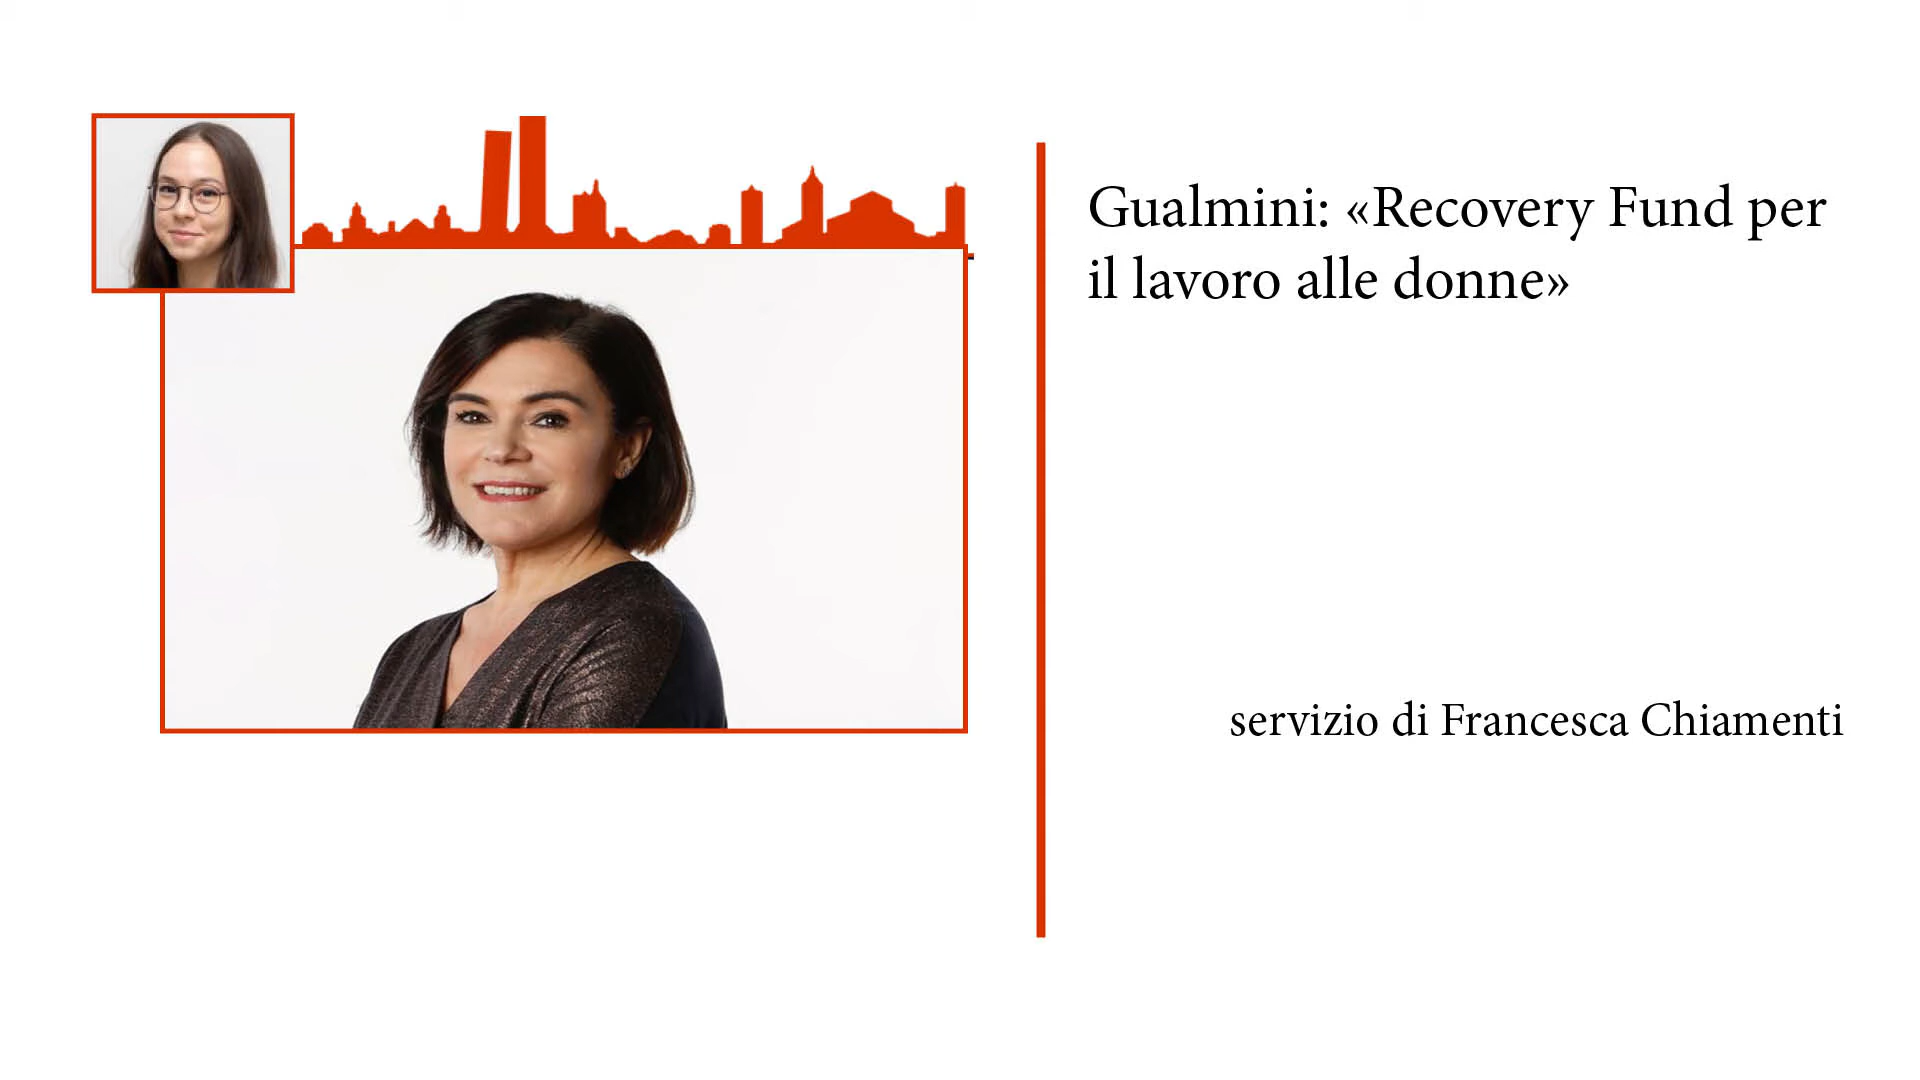 Gualmini: «Recovery Fund per
il lavoro alle donne»
servizio di Francesca Chiamenti